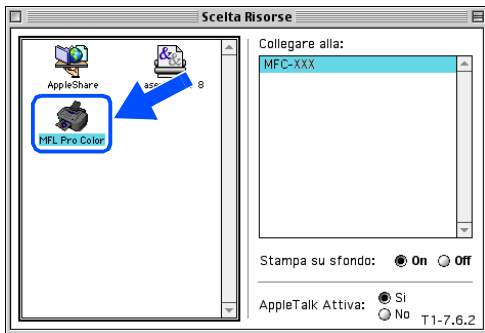 Scelta Risorse
AppleShare
8
MFL Pro Color
Collegare alla:
MFC-XXX
Stampa su sfondo: On Off
AppleTalk Attiva: Si
No
T1-7.6.2